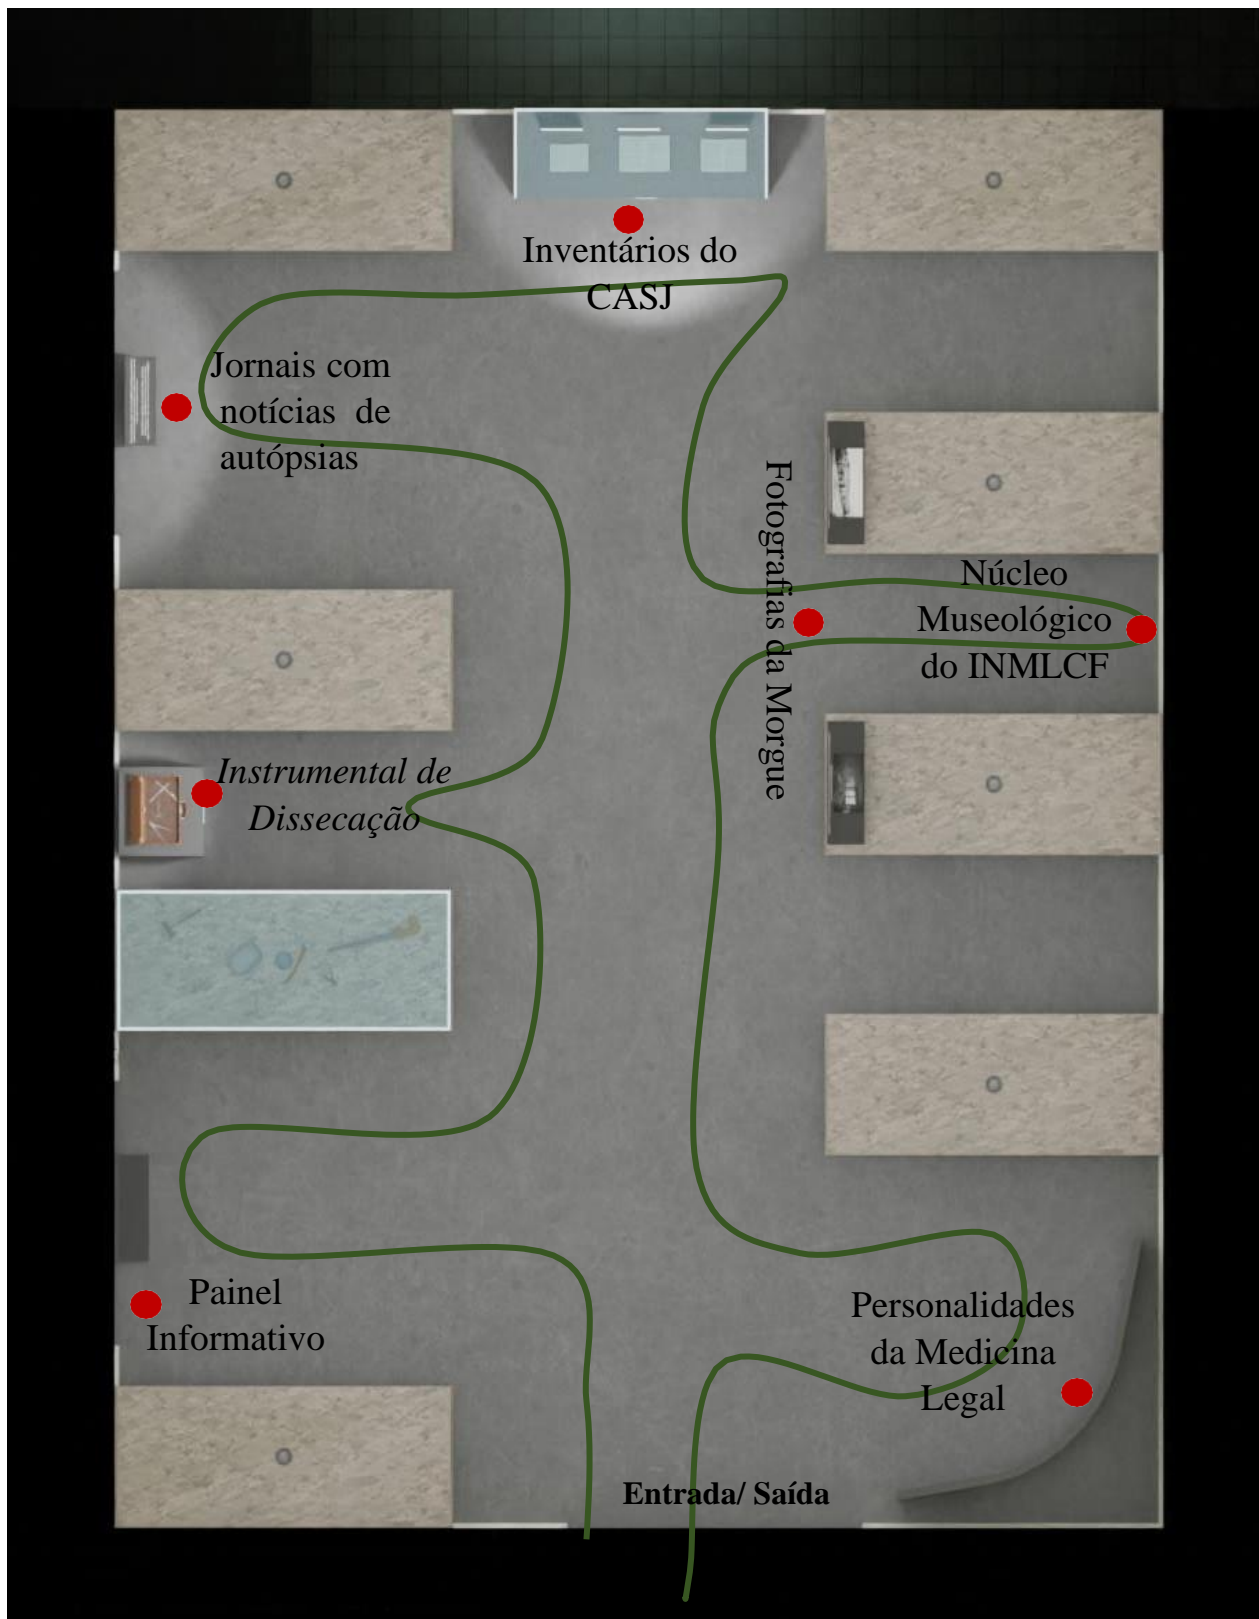 Inventários do
CASJ
Jornais com
notícias de
autópsias
Fotografias da Morgue
Núcleo
Museológico
do INMLCF
Instrumental de
Dissecação
Painel
Informativo
Personalidades
da Medicina
Legal
Entrada/ Saída